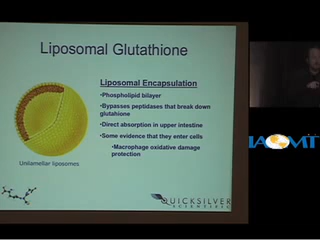 Liposomal Glutathione
Liposomal Encapsulation
•Phospholipid bilayer
•Bypasses peptidases that break down
glutathione
•Direct absorption in upper intestine
•Some evidence that they enter cells
•Macrophage oxidative damage
protection
Unilamellar liposomes
QUICKSILVER
SCIENTIFIC
IAOMT